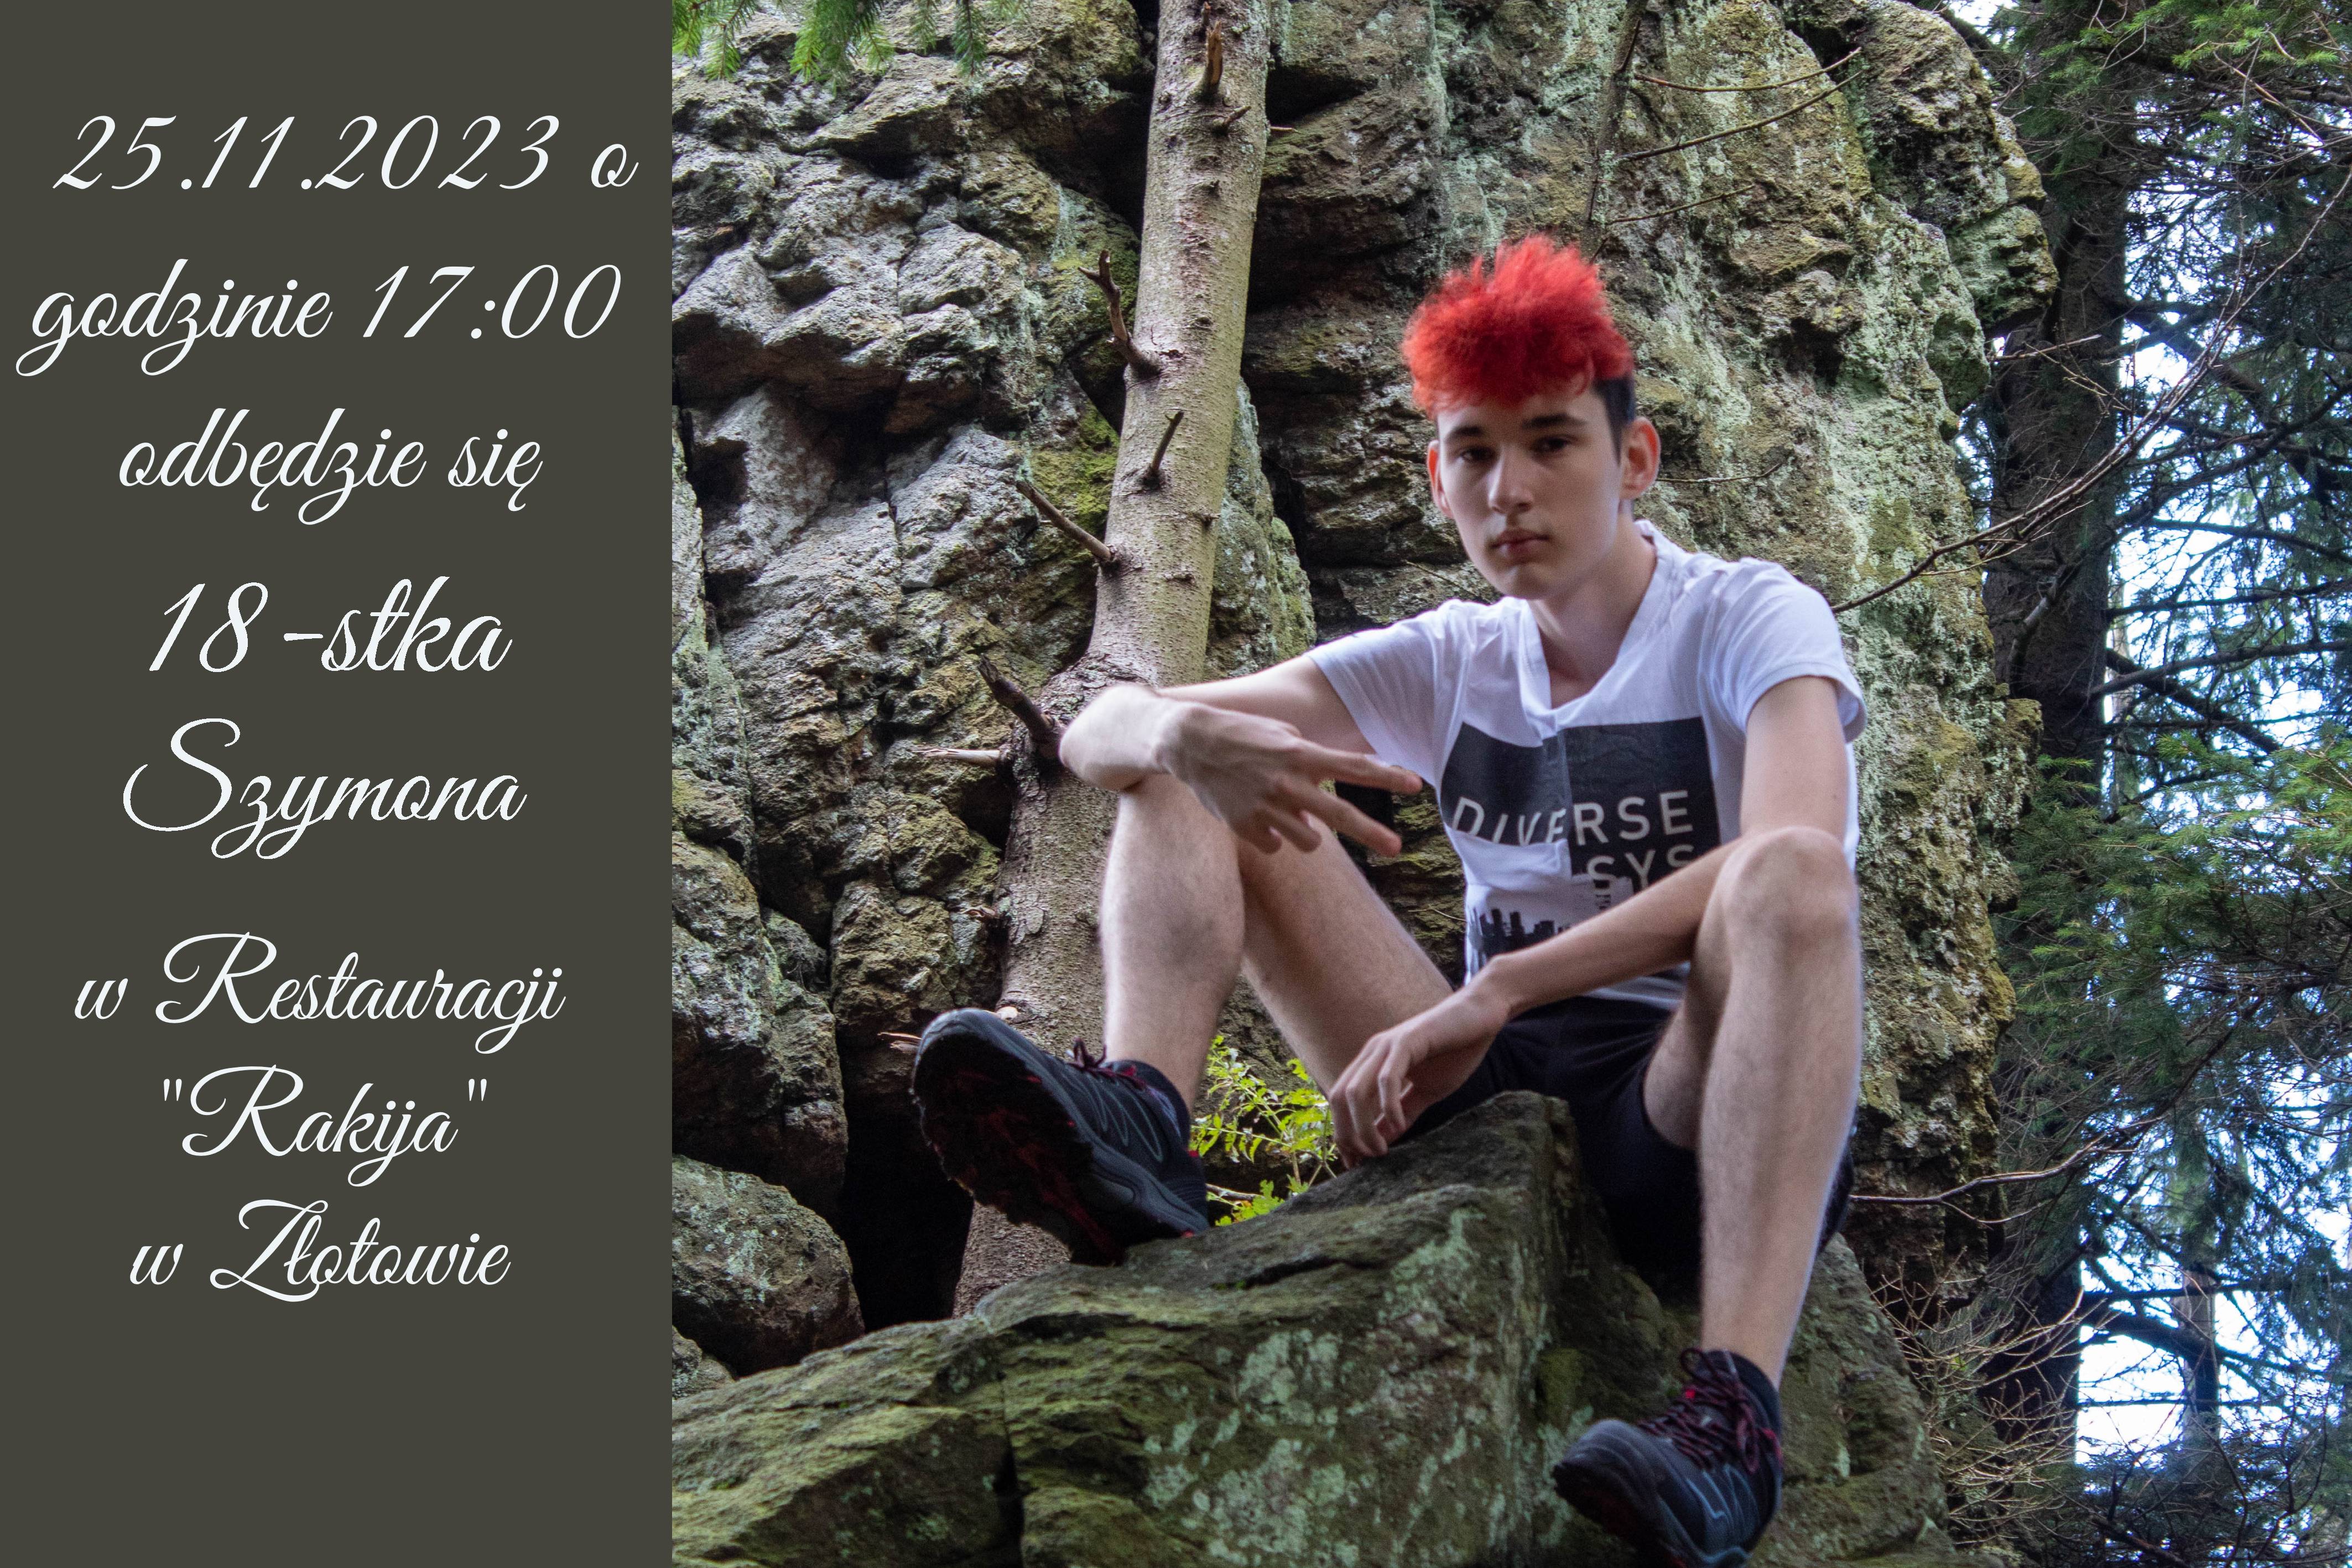 25.11.2023 o
godzinie 17:00
odbędzie się
18-stka
Szymona
w Restauracji
"Rakija"
w Złotowie
DIVERSE
SYS